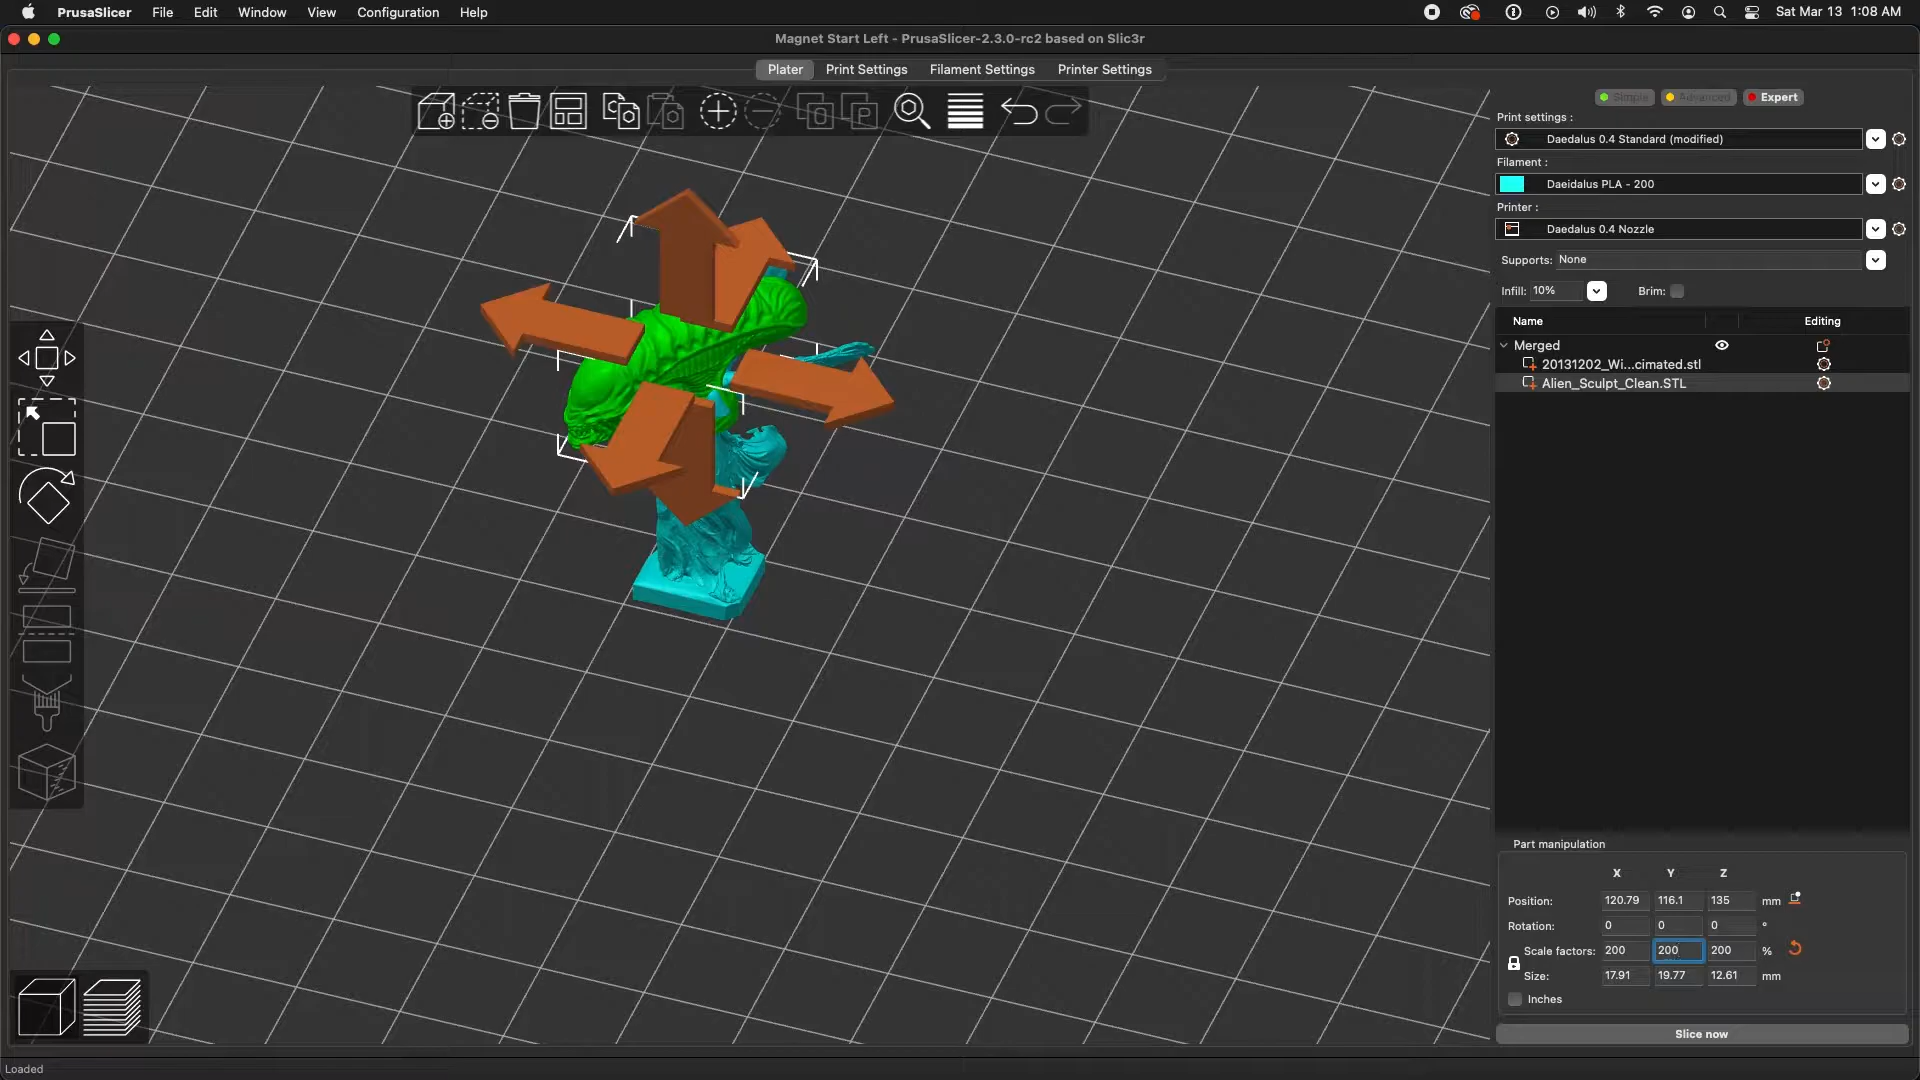 PrusaSlicer File Edit Window View Configuration Help Sat Mar 13 1:08 AM
Magnet Start Left - PrusaSlicer-2.3.0-rc2 based on Slic3r
Plater Print Settings Filament Settings Printer Settings
Simple Advanced Expert
Print settings :
Daedalus 0.4 Standard (modified)
Filament :
Daeidalus PLA - 200
Printer :
Daedalus 0.4 Nozzle
Supports: None
Infill: 10% Brim:
Name Editing
Merged
20131202_Wi...cimated.stl
Alien_Sculpt_Clean.STL
Part manipulation
X Y Z
Position: 120.79 116.1 135 mm
Rotation: 0 0 0 °
Scale factors: 200 200 200 %
Size: 17.91 19.77 12.61 mm
Inches
Slice now
Loaded